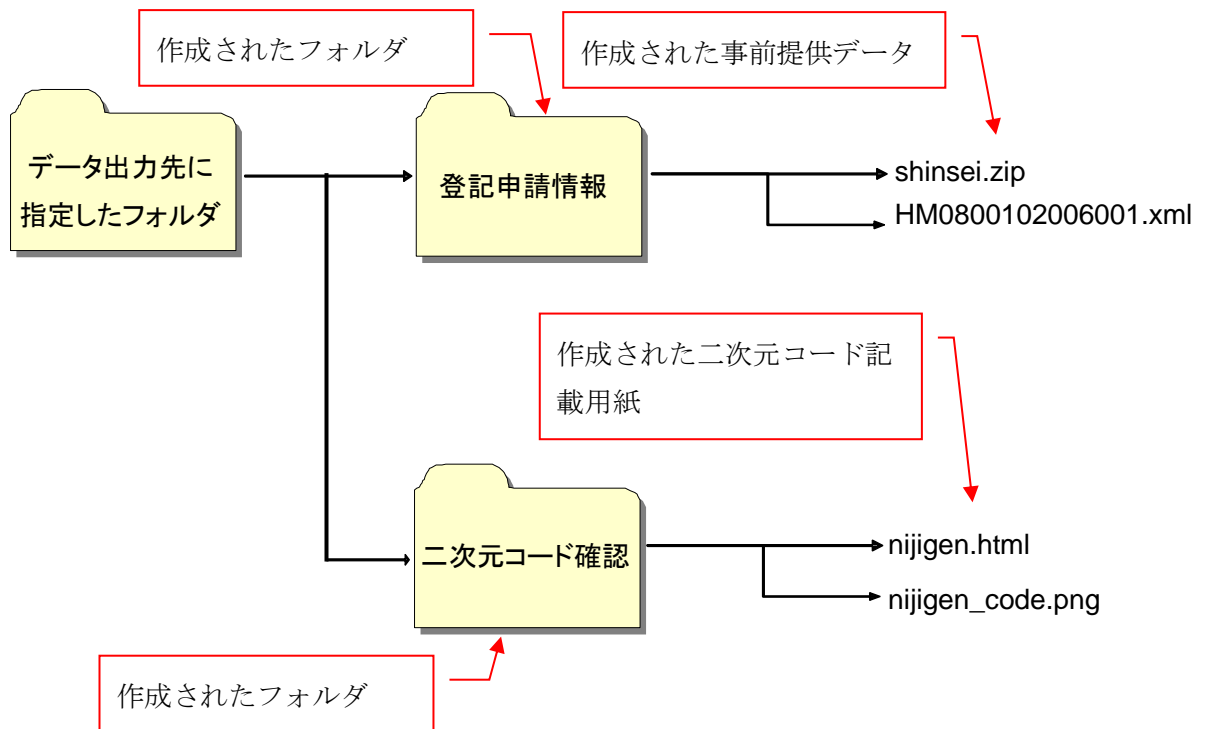 作成されたフォルダ
作成された事前提供データ
データ出力先に
指定したフォルダ
登記申請情報
shinsei.zip
HM0800102006001.xml
作成された二次元コード記
載用紙
二次元コード確認
nijigen.html
nijigen_code.png
作成されたフォルダ